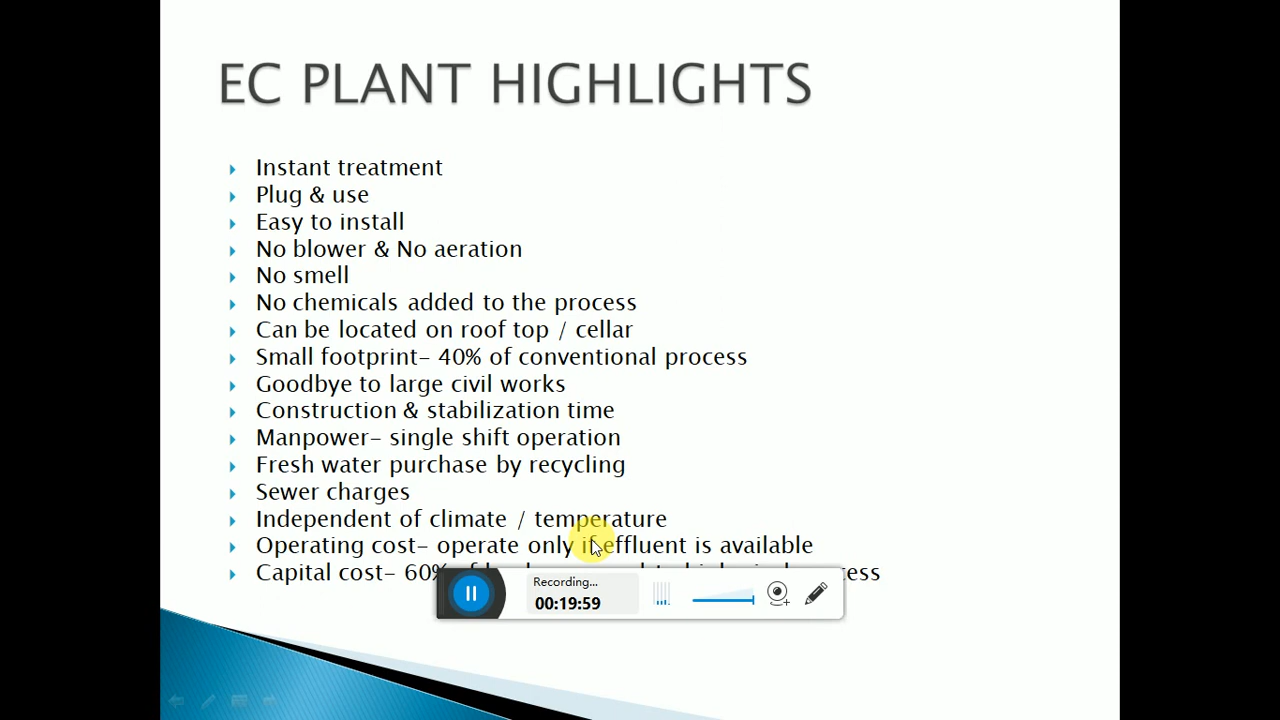 EC PLANT HIGHLIGHTS
Instant treatment
Plug & use
Easy to install
No blower & No aeration
No smell
No chemicals added to the process
Can be located on roof top / cellar
Small footprint– 40% of conventional process
Goodbye to large civil works
Construction & stabilization time
Manpower– single shift operation
Fresh water purchase by recycling
Sewer charges
Independent of climate / temperature
Operating cost– operate only if effluent is available
Capital cost– 60%
Recording...
00:19:59